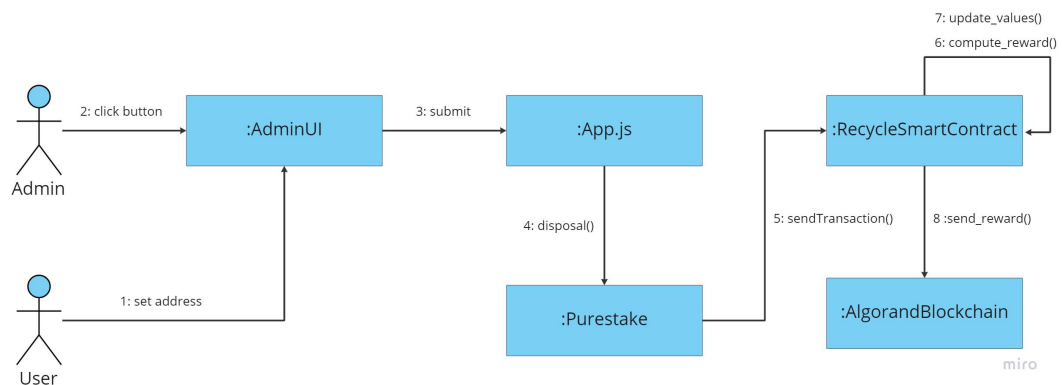 7: update_values()
6: compute_reward()
2: click button
3: submit
:AdminUI
:App.js
:RecycleSmartContract
Admin
4: disposal()
5: sendTransaction()
8 :send_reward()
1: set address
:Purestake
:AlgorandBlockchain
User
miro